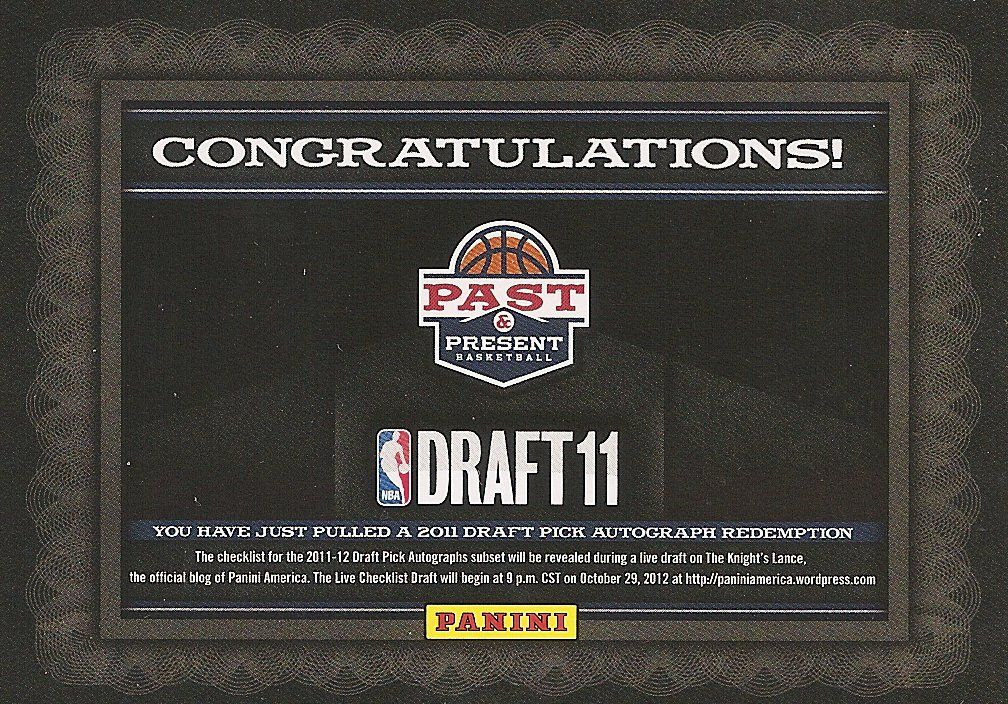 CONGRATULATIONS!
PAST
&
PRESENT
BASKETBALL
NBA
DRAFT 11
YOU HAVE JUST PULLED A 2011 DRAFT PICK AUTOGRAPH REDEMPTION
The checklist for the 2011-12 Draft Pick Autographs subset will be revealed during a live draft on The Knight's Lance,
the official blog of Panini America. The Live Checklist Draft will begin at 9 p.m. CST on October 29, 2012 at http://paniniamerica.wordpress.com
PANINI